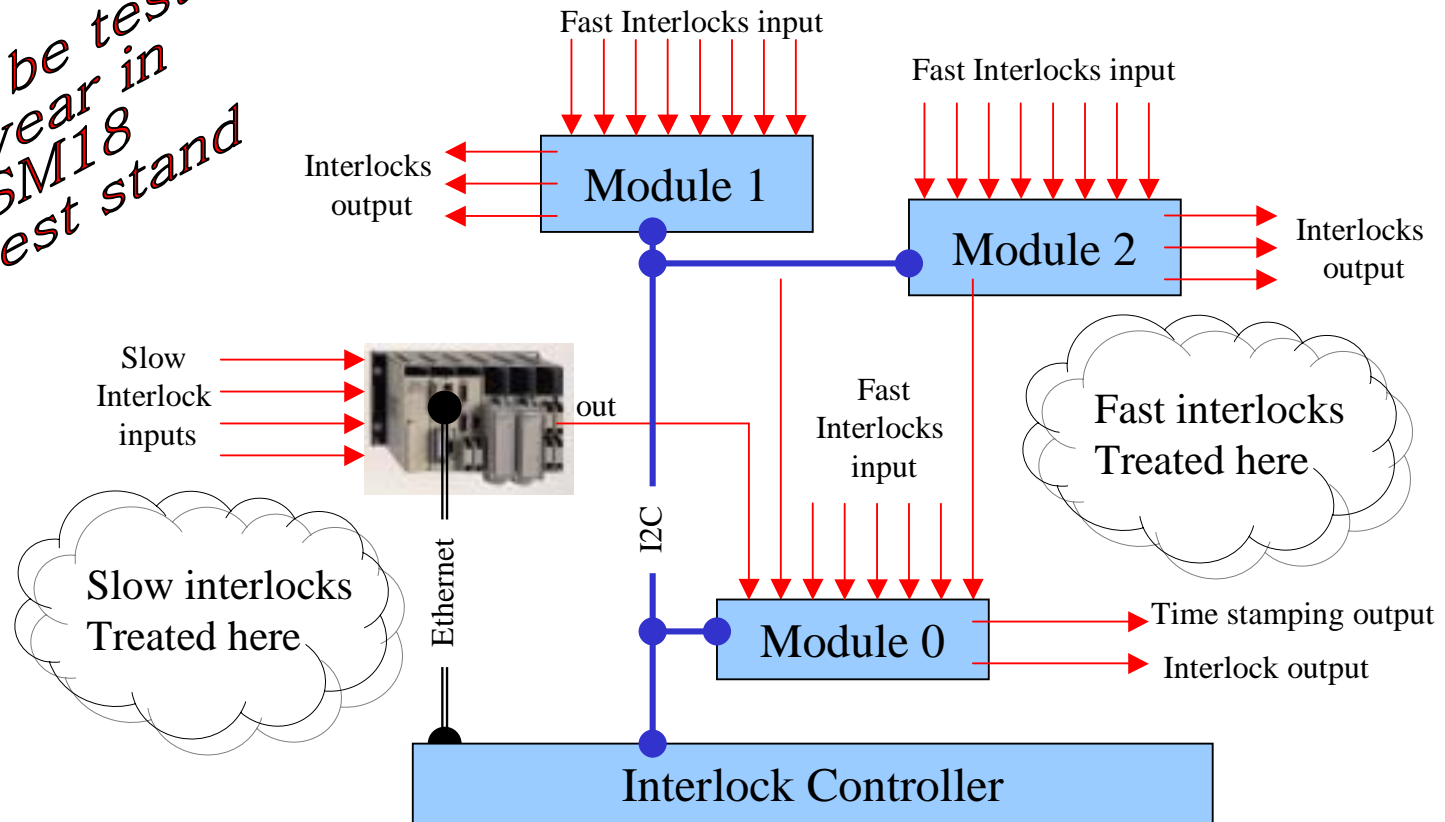 be test
year in
SM18
est stand
Fast Interlocks input
Fast Interlocks input
Interlocks
output
Module 1
Module 2
Interlocks
output
Slow
Interlock
inputs
out
Fast
Interlocks
input
Fast interlocks
Treated here
I2C
Ethernet
Slow interlocks
Treated here
Module 0
Time stamping output
Interlock output
Interlock Controller